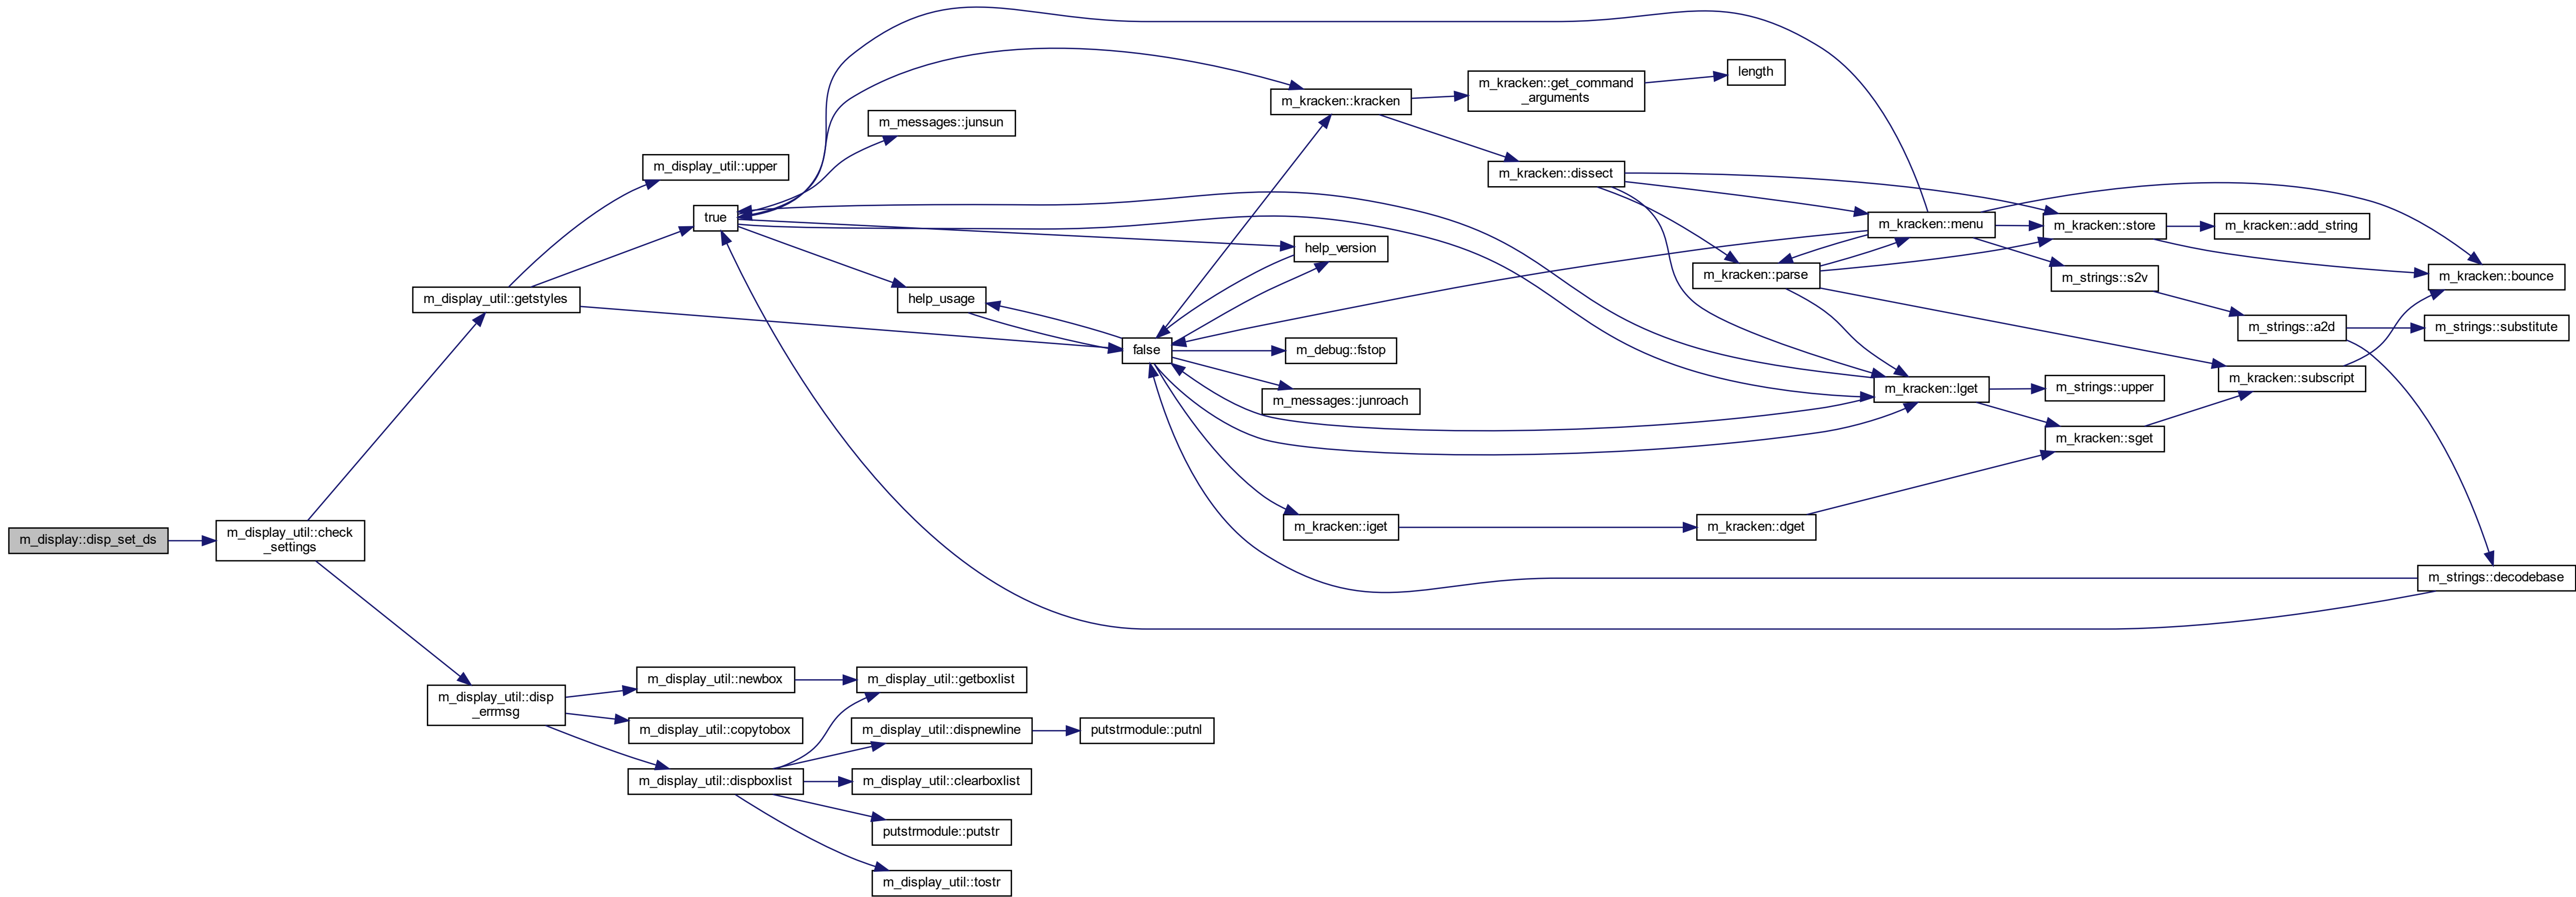 m_display::disp_set_ds
m_display_util::check
_settings
m_display_util::getstyles
m_display_util::upper
true
m_messages::junsun
help_usage
false
m_kracken::kracken
m_kracken::get_command
_arguments
length
m_kracken::dissect
help_version
m_debug::fstop
m_messages::junroach
m_kracken::iget
m_kracken::dget
m_kracken::parse
m_kracken::menu
m_kracken::lget
m_kracken::store
m_kracken::add_string
m_kracken::bounce
m_strings::s2v
m_strings::a2d
m_strings::substitute
m_strings::upper
m_kracken::subscript
m_kracken::sget
m_strings::decodebase
m_display_util::disp
_errmsg
m_display_util::newbox
m_display_util::getboxlist
m_display_util::copytobox
m_display_util::dispnewline
putstrmodule::putnl
m_display_util::dispboxlist
m_display_util::clearboxlist
putstrmodule::putstr
m_display_util::tostr